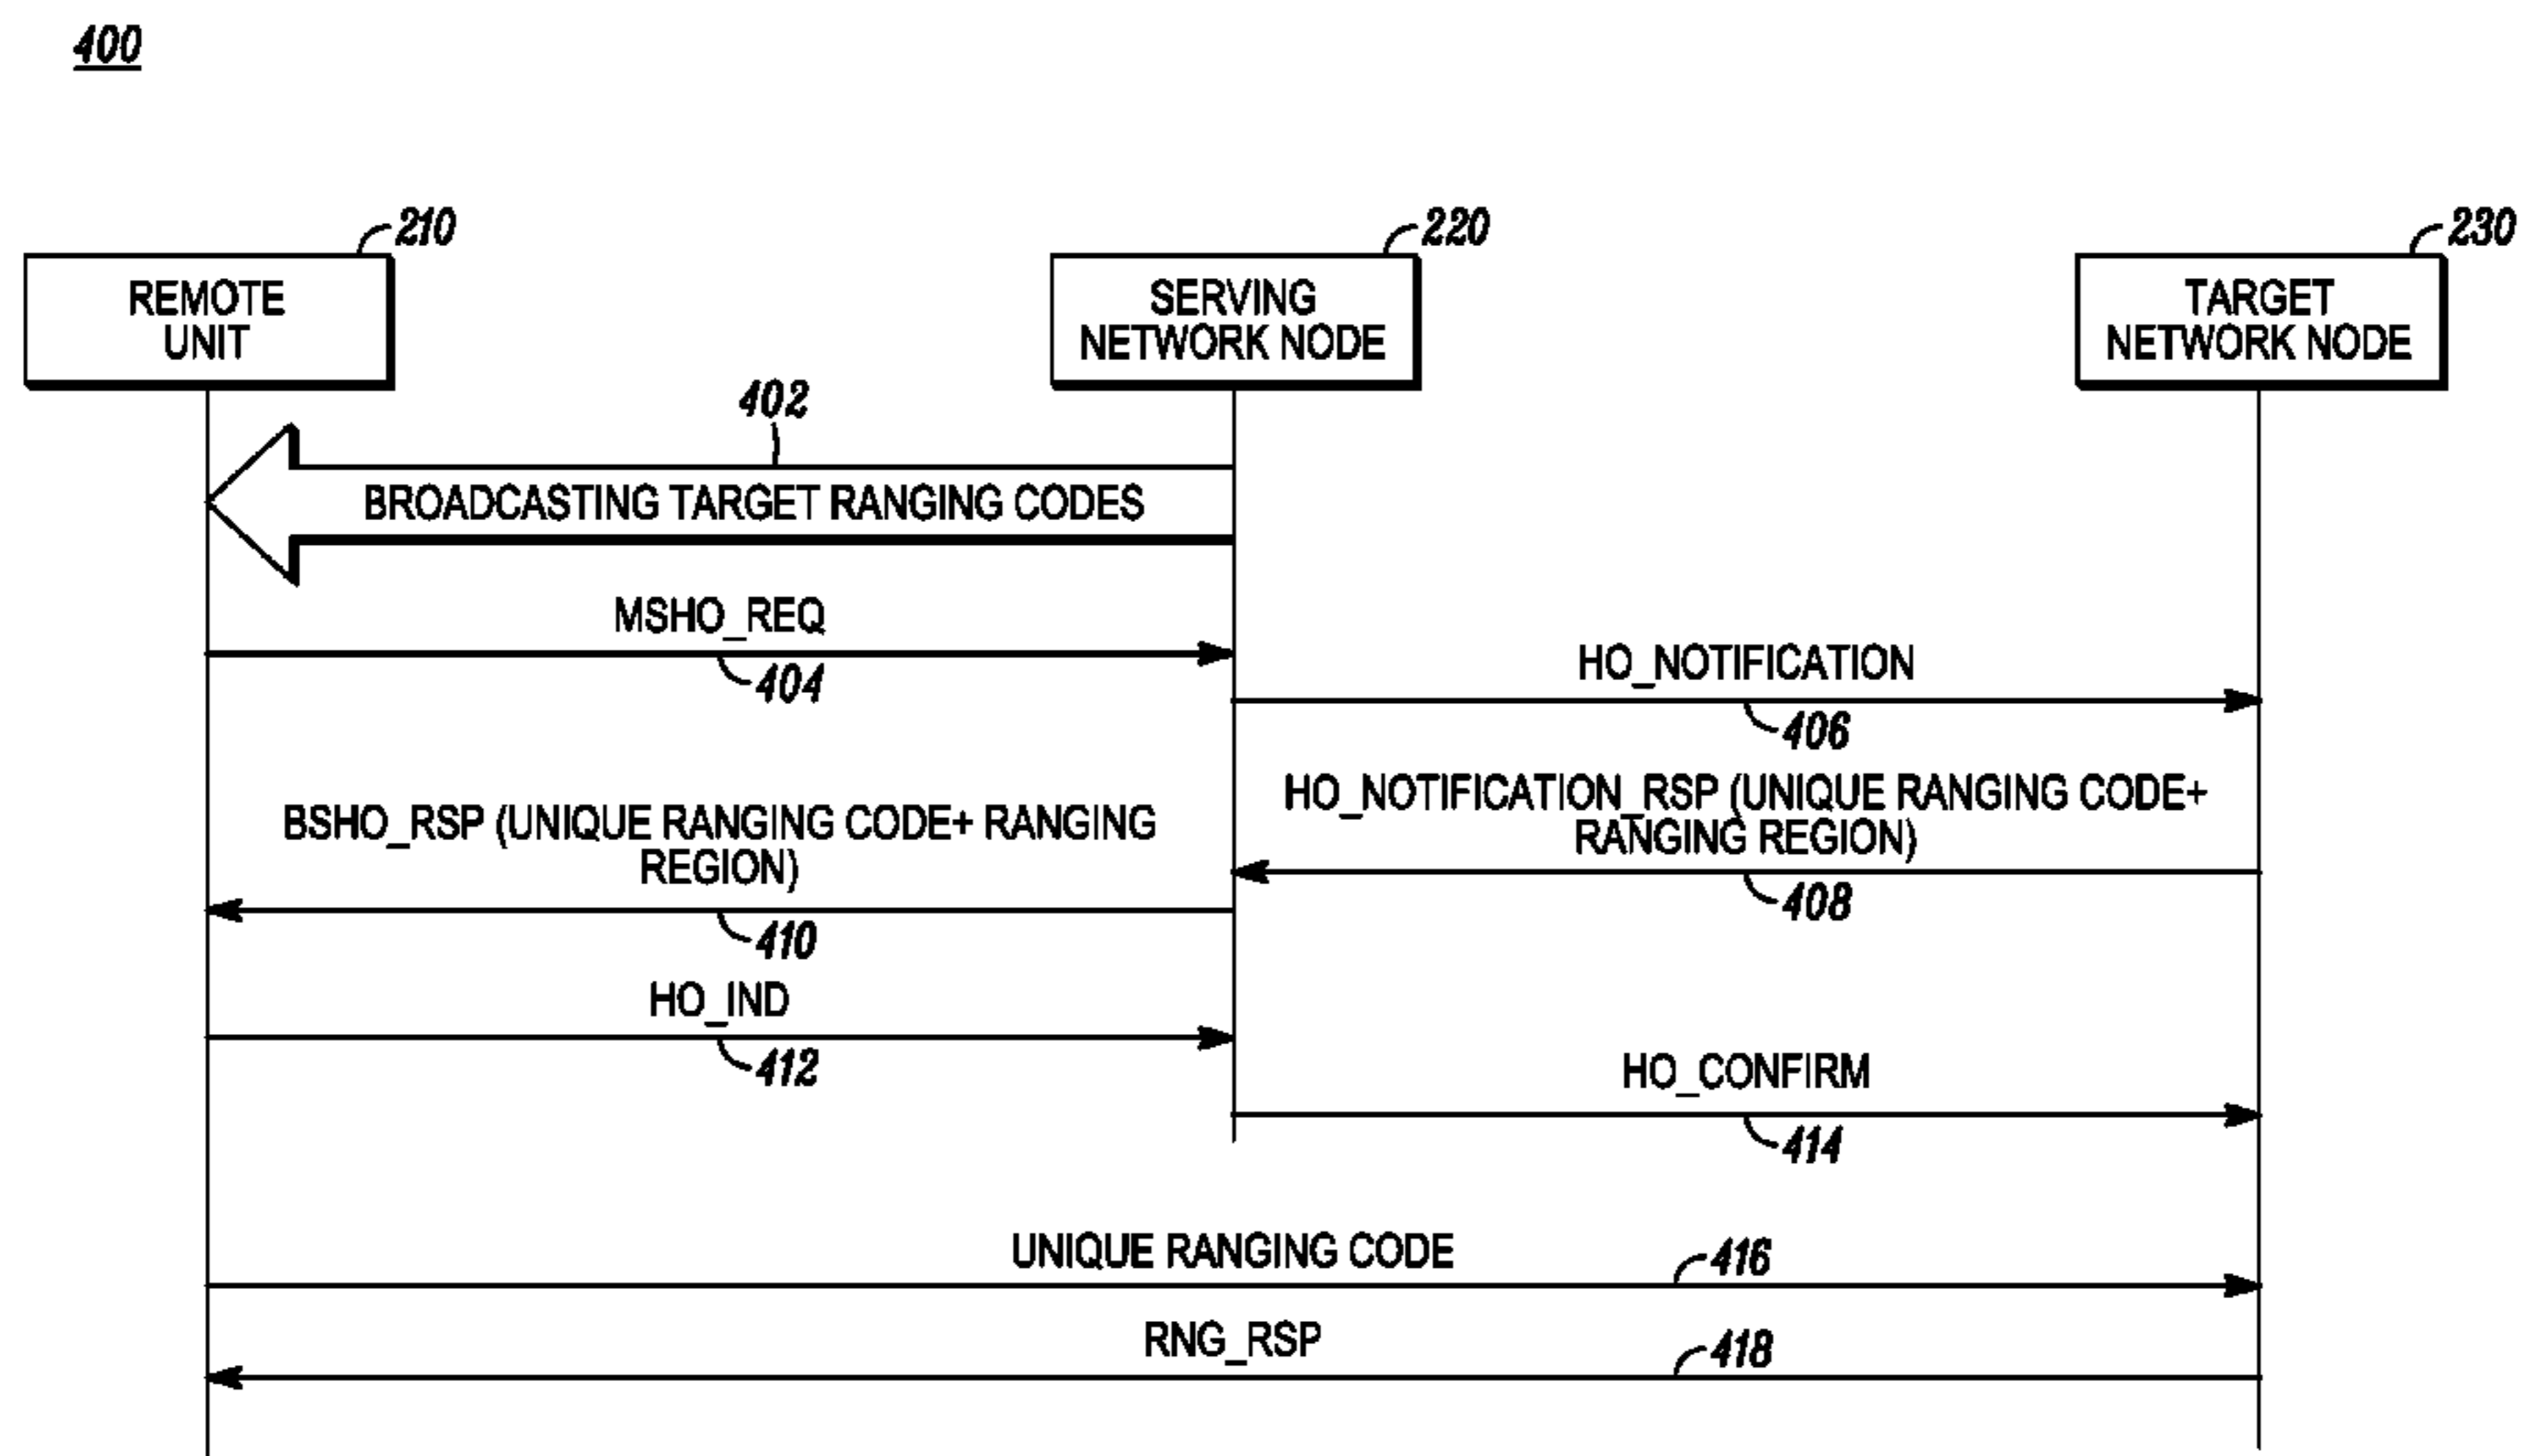 400
210
220
230
REMOTE
UNIT
SERVING
NETWORK NODE
TARGET
NETWORK NODE
402
BROADCASTING TARGET RANGING CODES
MSHO_REQ
404
HO_NOTIFICATION
406
HO_NOTIFICATION_RSP (UNIQUE RANGING CODE+
RANGING REGION)
408
BSHO_RSP (UNIQUE RANGING CODE+ RANGING
REGION)
410
HO_IND
412
HO_CONFIRM
414
UNIQUE RANGING CODE
416
RNG_RSP
418